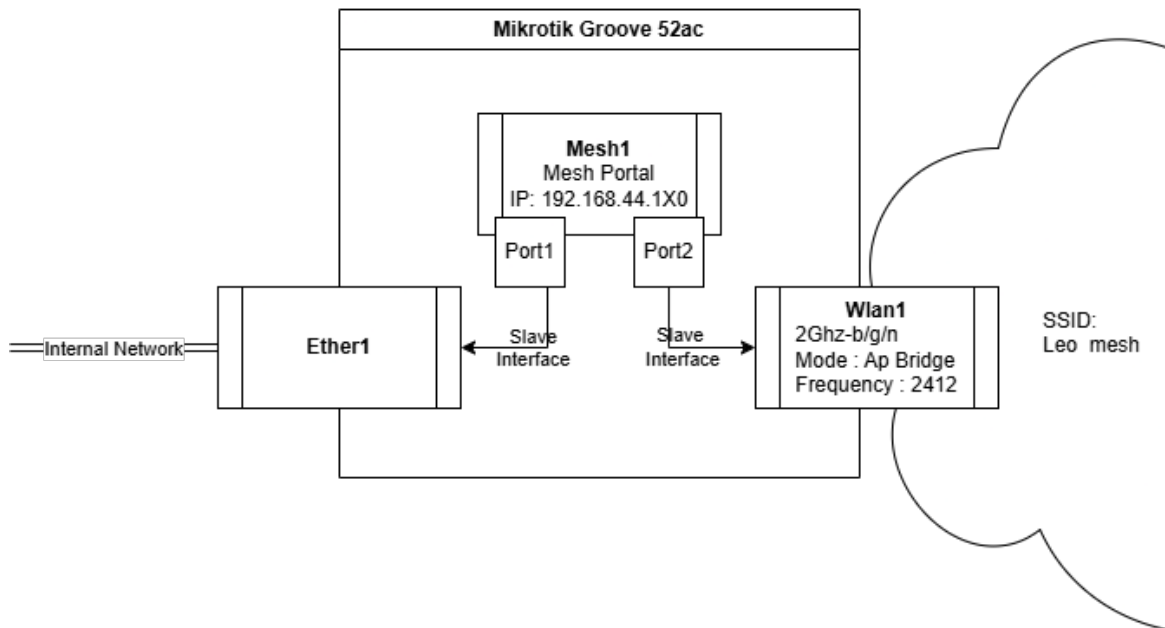 Mikrotik Groove 52ac
Mesh1
Mesh Portal
IP: 192.168.44.1X0
Port1
Port2
Internal Network
Ether1
Slave
Interface
Slave
Interface
Wlan1
2Ghz-b/g/n
Mode : Ap Bridge
Frequency : 2412
SSID:
Leo mesh